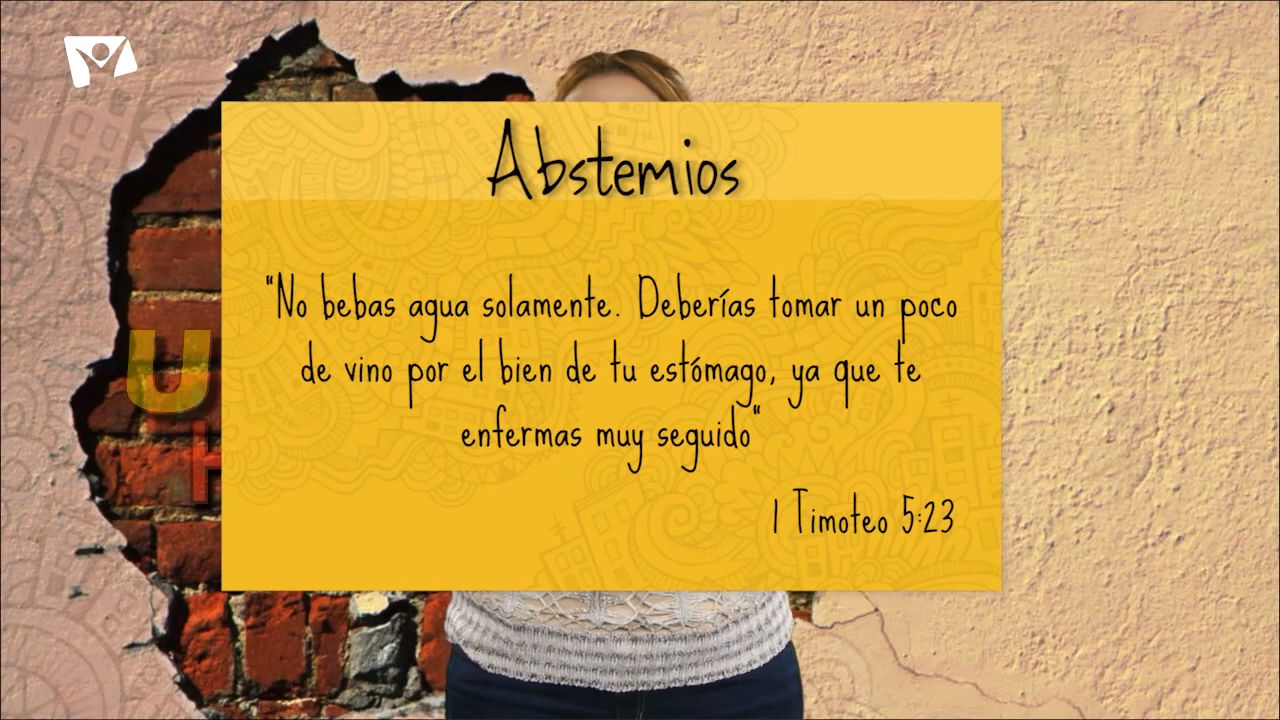 Abstemios
"No bebas agua solamente. Deberías tomar un poco
de vino por el bien de tu estómago, ya que te
enfermas muy seguido"
1 Timoteo 5:23
U
H